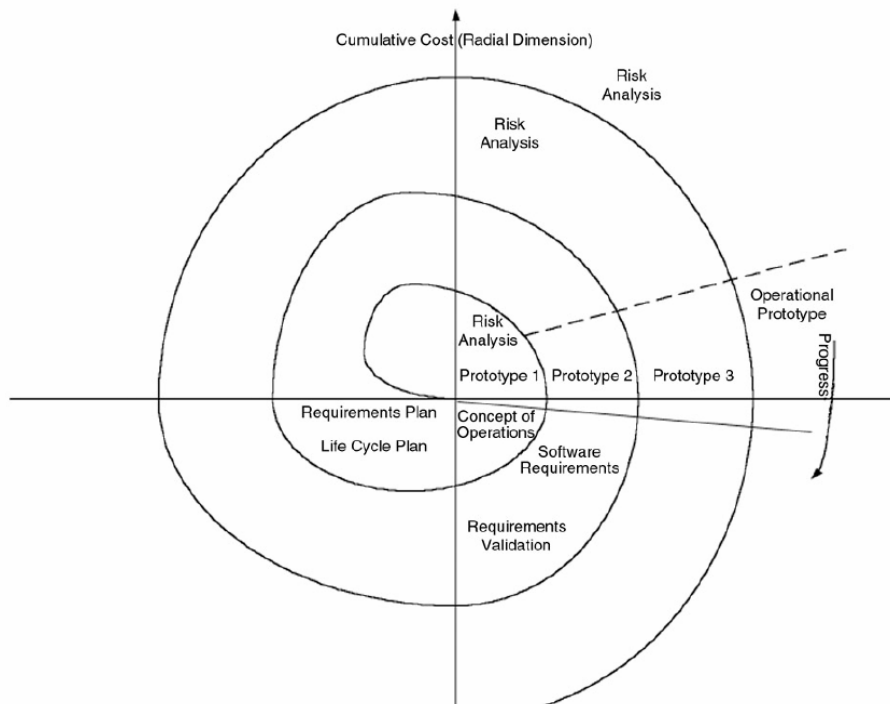 Cumulative Cost (Radial Dimension)
Risk
Analysis
Risk
Analysis
Operational
Prototype
Risk
Analysis
Progress
Prototype 1
Prototype 2
Prototype 3
Requirements Plan
Concept of
Operations
Life Cycle Plan
Software
Requirements
Requirements
Validation